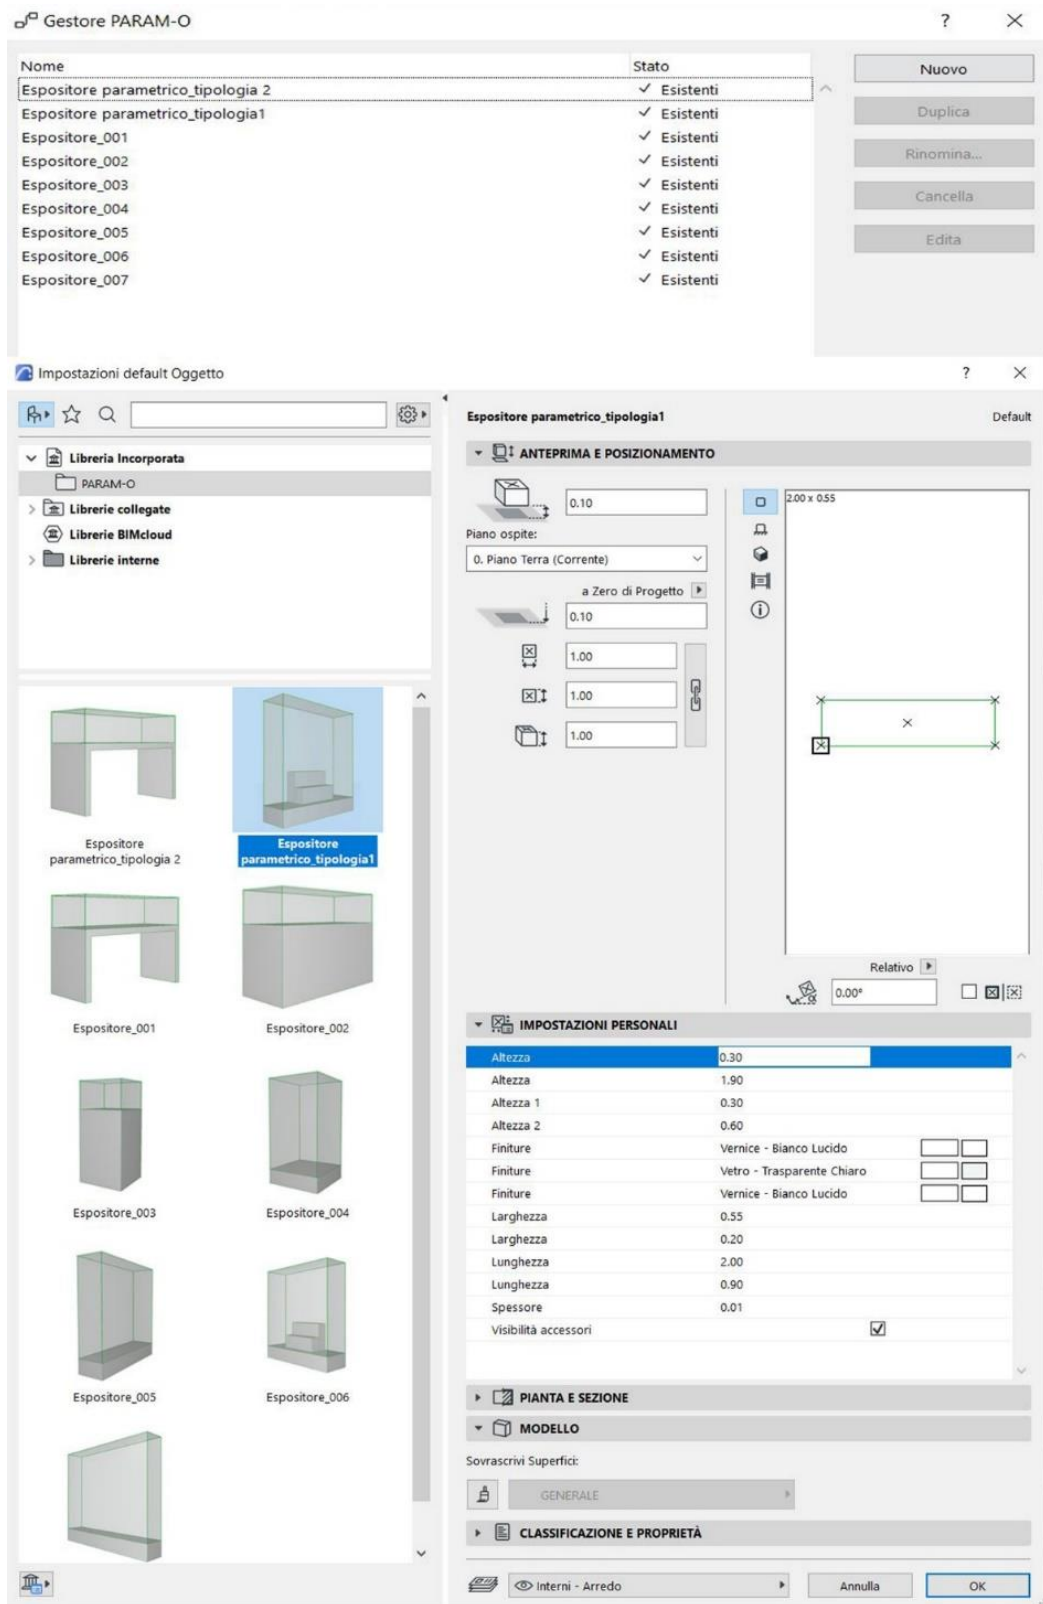 Gestore PARAM-O
?
Nome Stato
Espositore parametrico_tipologia 2 ✓ Esistenti
Espositore parametrico_tipologia1 ✓ Esistenti
Espositore_001 ✓ Esistenti
Espositore_002 ✓ Esistenti
Espositore_003 ✓ Esistenti
Espositore_004 ✓ Esistenti
Espositore_005 ✓ Esistenti
Espositore_006 ✓ Esistenti
Espositore_007 ✓ Esistenti
Nuovo
Duplica
Rinomina...
Cancella
Edita
Impostazioni default Oggetto
?
Libreria Incorporata
PARAM-O
Librerie collegate
Librerie BIMcloud
Librerie interne
Espositore
parametrico_tipologia 2
Espositore
parametrico_tipologia1
Espositore_001
Espositore_002
Espositore_003
Espositore_004
Espositore_005
Espositore_006
Espositore parametrico_tipologia1 Default
ANTEPRIMA E POSIZIONAMENTO
0.10
Piano ospite:
0. Piano Terra (Corrente)
a Zero di Progetto
0.10
1.00
1.00
1.00
2.00 x 0.55
Relativo
α 0.00°
IMPOSTAZIONI PERSONALI
Altezza 0.30
Altezza 1.90
Altezza 1 0.30
Altezza 2 0.60
Finiture Vernice - Bianco Lucido
Finiture Vetro - Trasparente Chiaro
Finiture Vernice - Bianco Lucido
Larghezza 0.55
Larghezza 0.20
Lunghezza 2.00
Lunghezza 0.90
Spessore 0.01
Visibilità accessori
PIANTA E SEZIONE
MODELLO
Sovrascrivi Superfici:
GENERALE
CLASSIFICAZIONE E PROPRIETÀ
Interni - Arredo
Annulla
OK